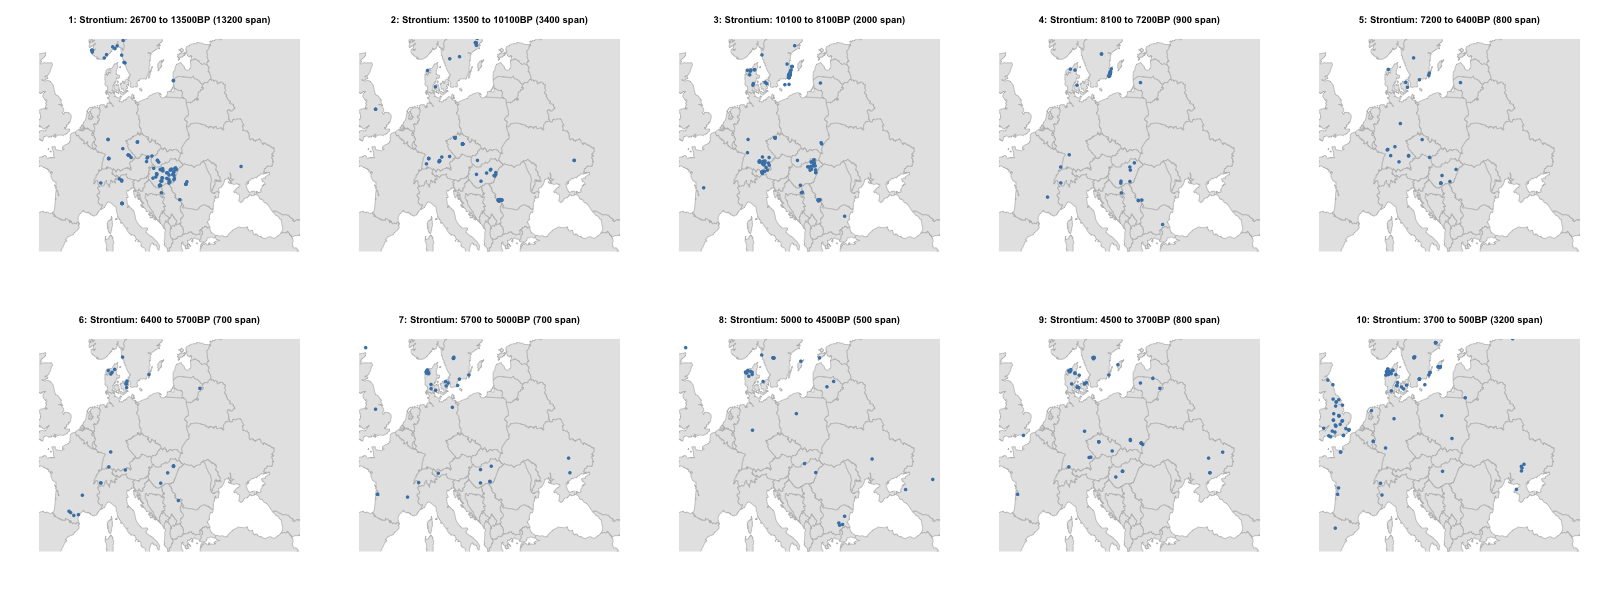 1: Strontium: 26700 to 13500BP (13200 span)
2: Strontium: 13500 to 10100BP (3400 span)
3: Strontium: 10100 to 8100BP (2000 span)
4: Strontium: 8100 to 7200BP (900 span)
5: Strontium: 7200 to 6400BP (800 span)
6: Strontium: 6400 to 5700BP (700 span)
7: Strontium: 5700 to 5000BP (700 span)
8: Strontium: 5000 to 4500BP (500 span)
9: Strontium: 4500 to 3700BP (800 span)
10: Strontium: 3700 to 500BP (3200 span)